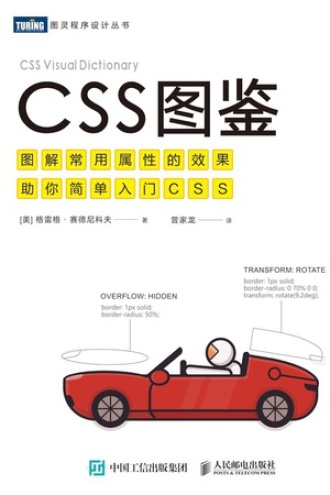 TURING 图灵程序设计丛书
CSS Visual Dictionary
CSS图鉴
图解常用属性的效果
助你简单入门CSS
[美] 格雷格·赛德尼科夫 著 曾家龙 译
TRANSFORM: ROTATE
border: 1px solid;
border-radius: 0 70% 0 0;
transform: rotate(9.2deg);
OVERFLOW: HIDDEN
border: 1px solid;
border-radius: 50%;
中国工信出版集团 人民邮电出版社
POSTS & TELECOM PRESS